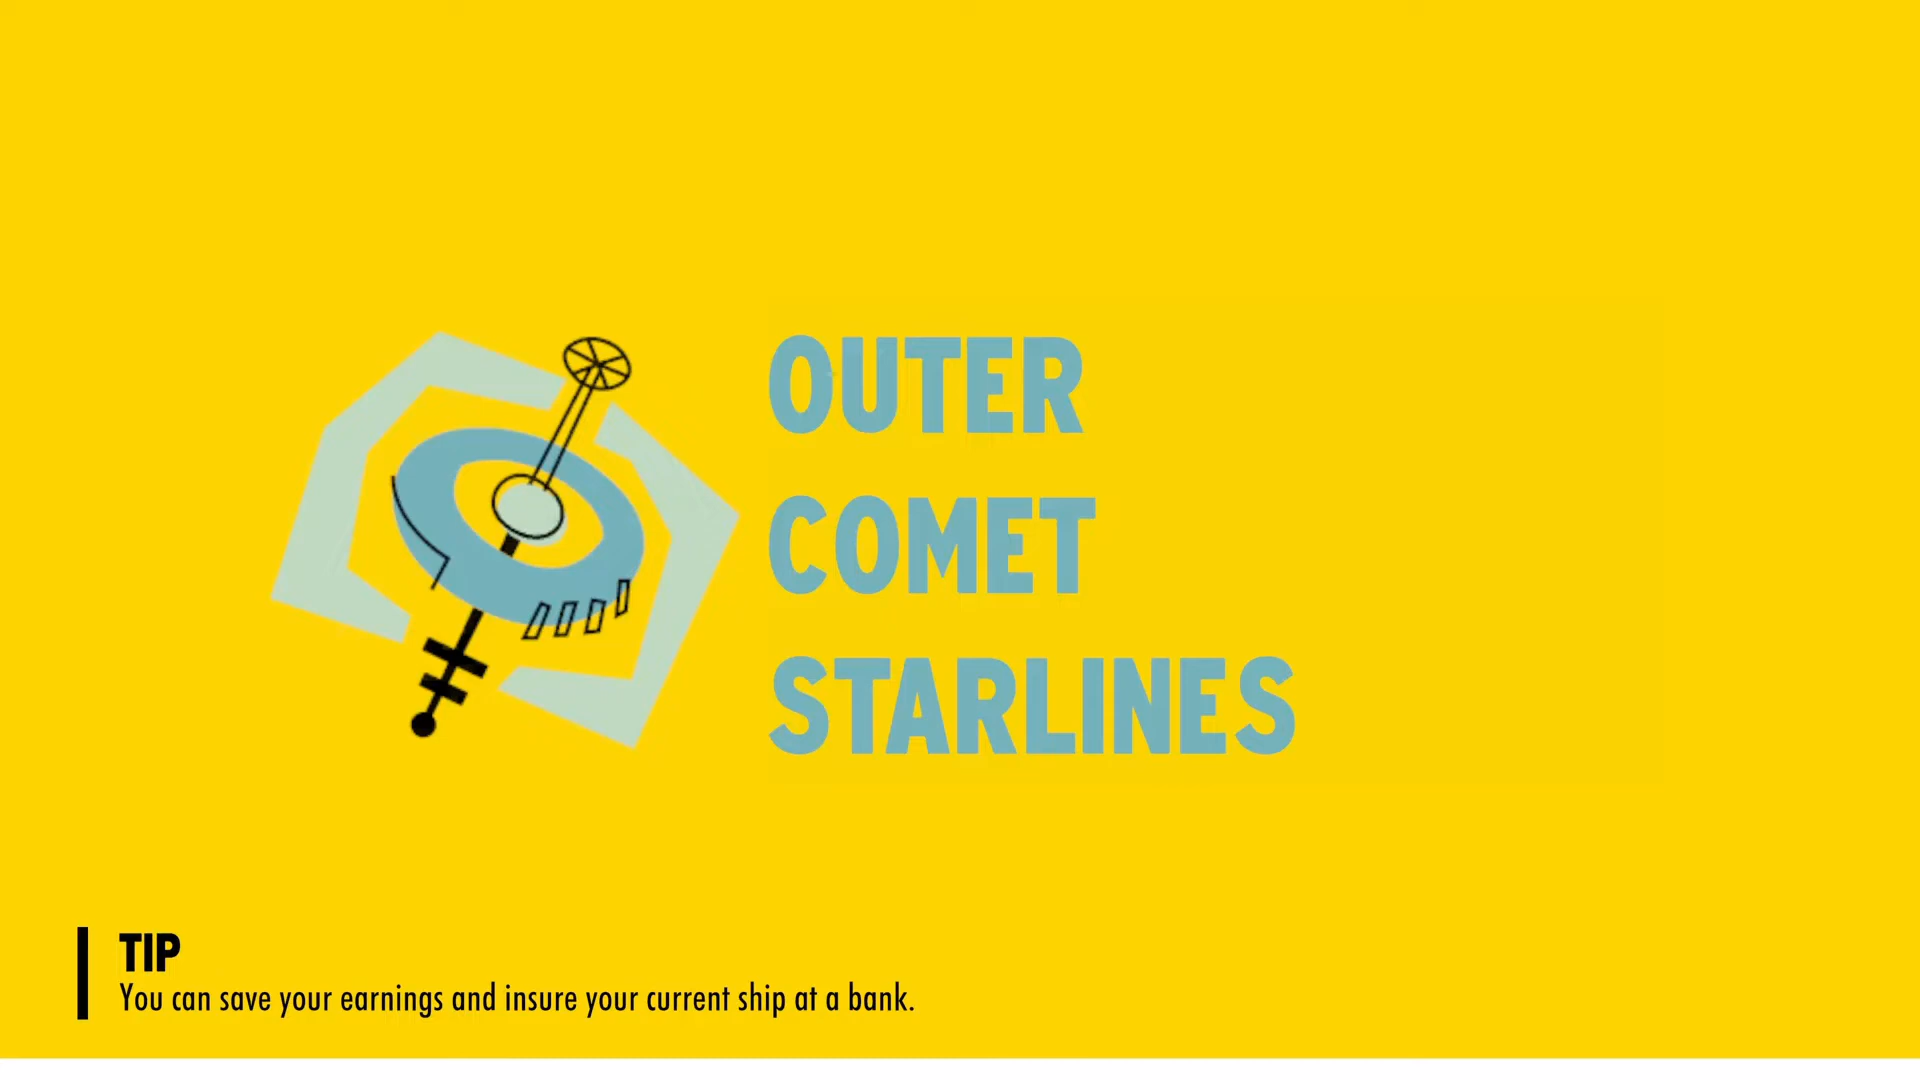 OUTER
COMET
STARLINES
TIP
You can save your earnings and insure your current ship at a bank.